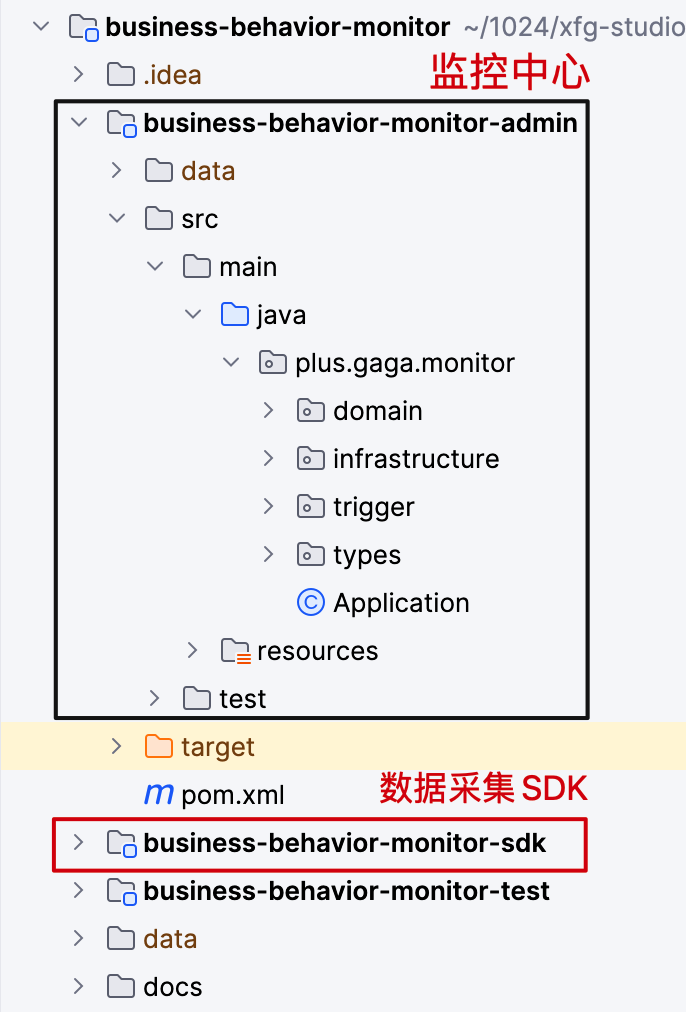 business-behavior-monitor ~/1024/xfg-studio
.idea
监控中心
business-behavior-monitor-admin
data
src
main
java
plus.gaga.monitor
domain
infrastructure
trigger
types
C Application
resources
test
target
m pom.xml
数据采集 SDK
business-behavior-monitor-sdk
business-behavior-monitor-test
data
docs